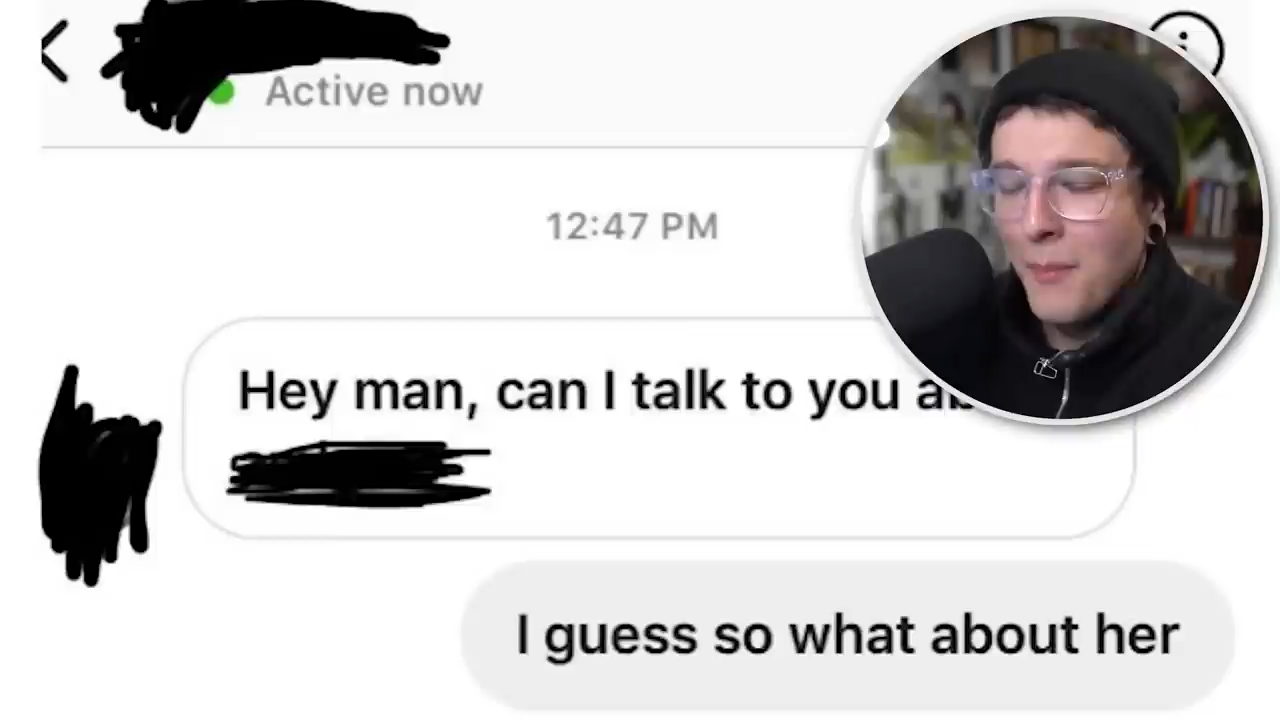 Active now
12:47 PM
Hey man, can I talk to you
I guess so what about her